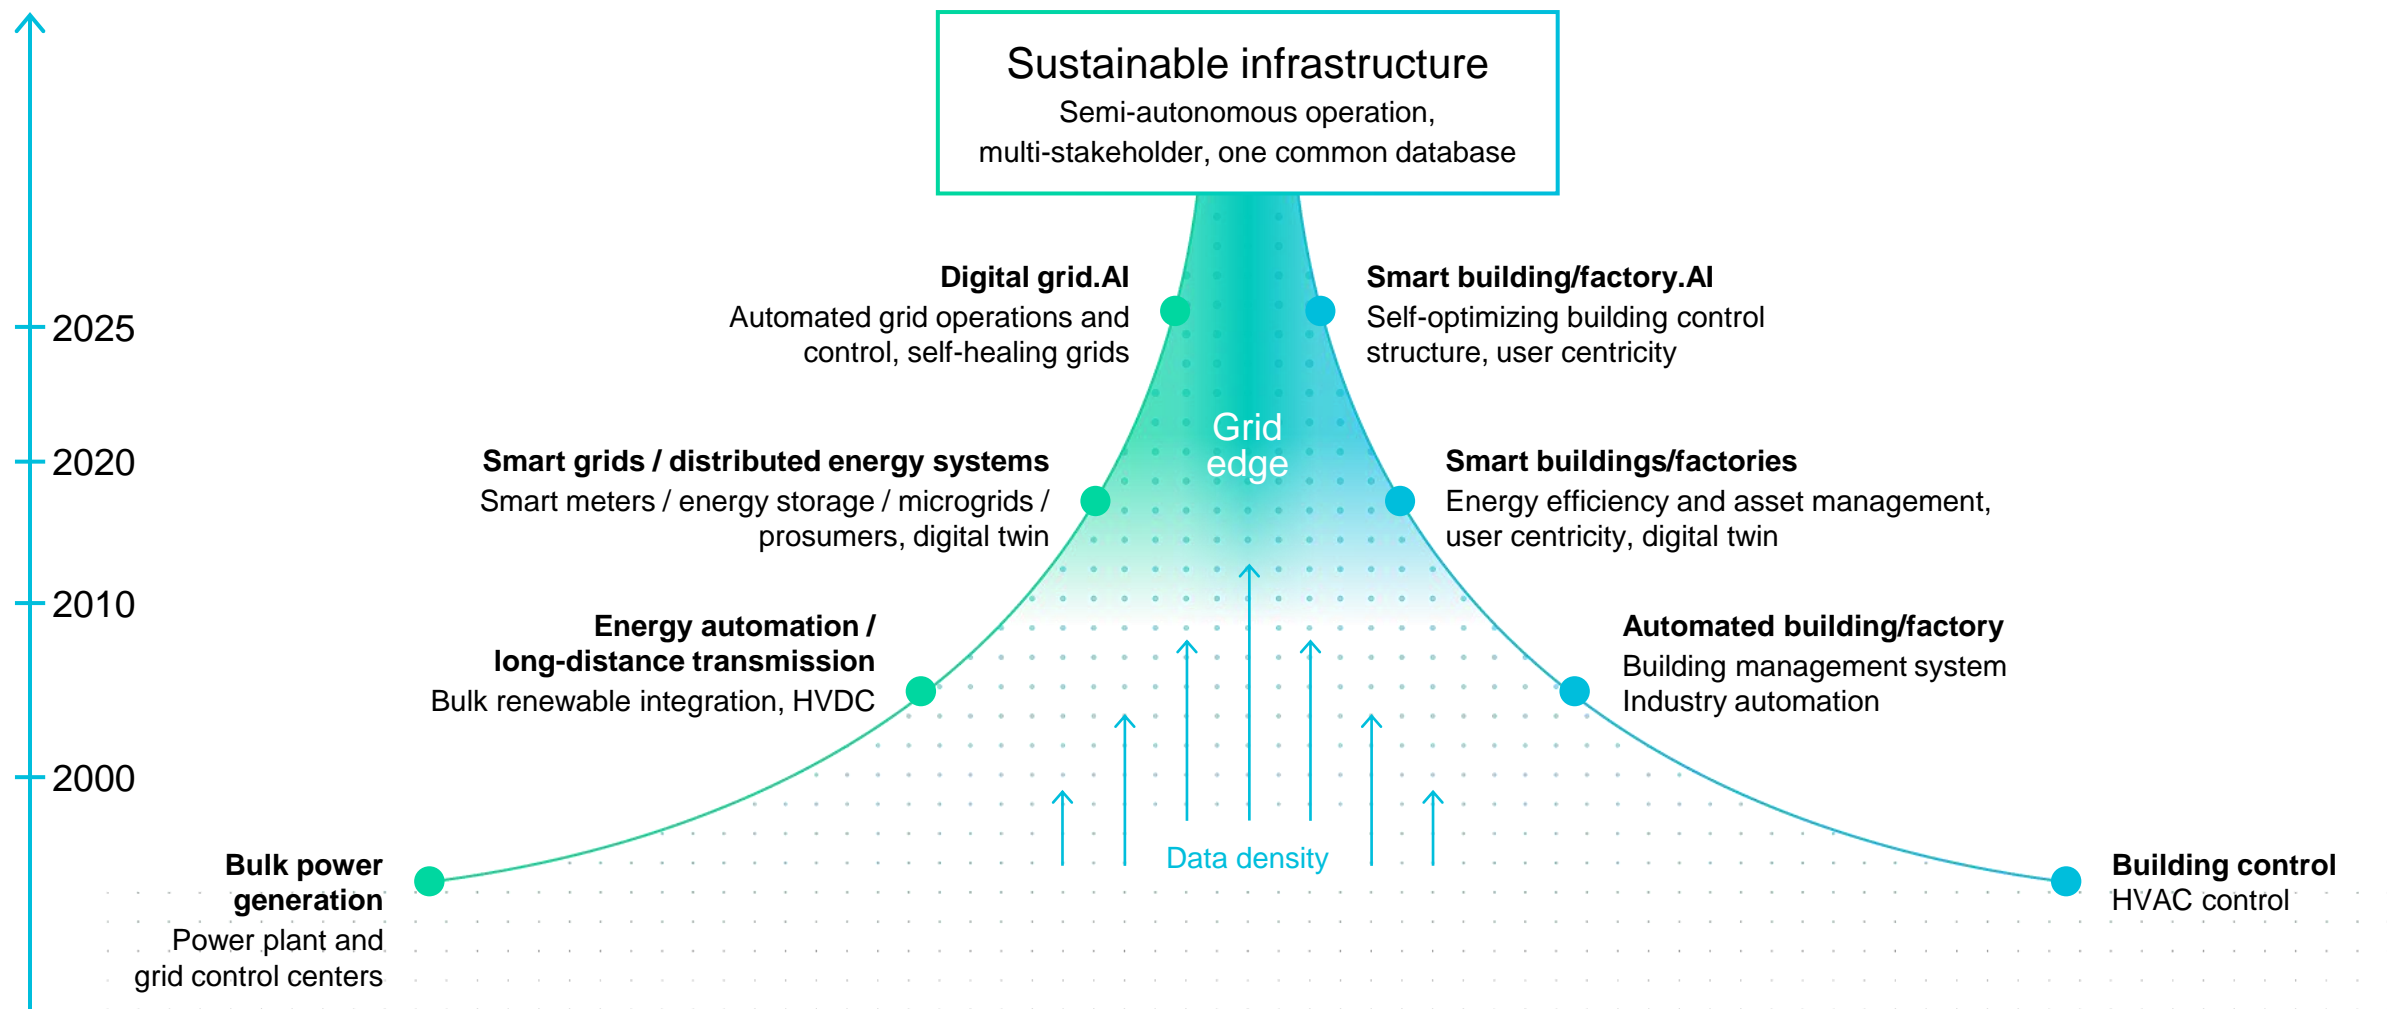 Sustainable infrastructure
Semi-autonomous operation,
multi-stakeholder, one common database
2025
Digital grid.AI
Automated grid operations and
control, self-healing grids
Smart building/factory.AI
Self-optimizing building control
structure, user centricity
Grid
edge
2020
Smart grids / distributed energy systems
Smart meters / energy storage / microgrids /
prosumers, digital twin
Smart buildings/factories
Energy efficiency and asset management,
user centricity, digital twin
2010
Energy automation /
long-distance transmission
Bulk renewable integration, HVDC
Automated building/factory
Building management system
Industry automation
2000
Data density
Bulk power
generation
Power plant and
grid control centers
Building control
HVAC control